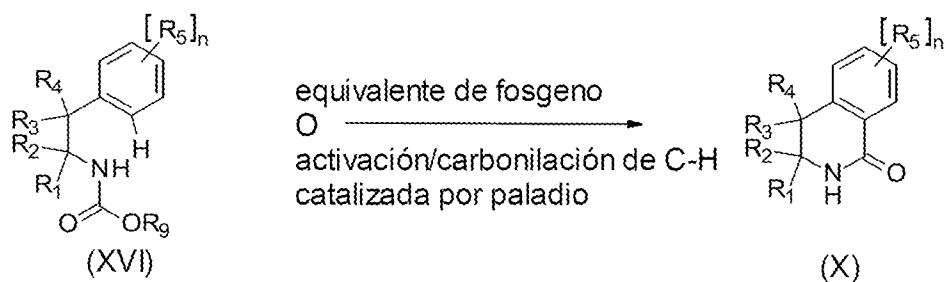 [R5]n
R4
R3
R2
R1
H
NH
O
OR9
(XVI)
equivalente de fosgeno
O
activación/carbonilación de C-H
catalizada por paladio
[R5]n
R4
R3
R2
R1
N
H
O
(X)